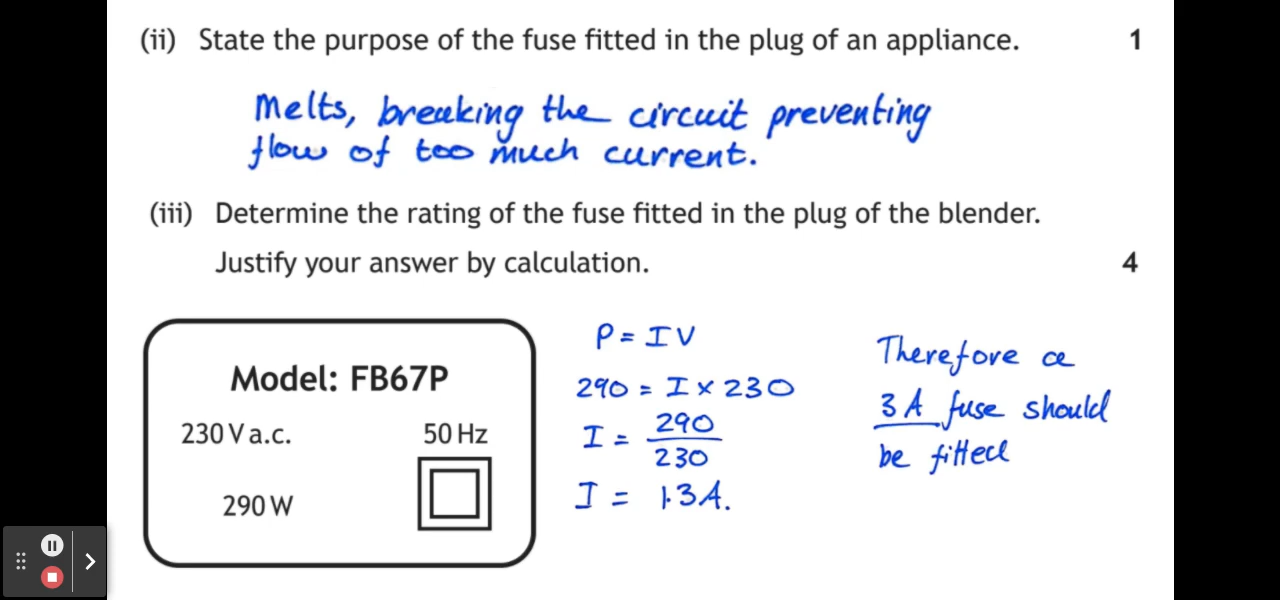 (ii) State the purpose of the fuse fitted in the plug of an appliance. 1
Melts, breaking the circuit preventing
flow of too much current.
(iii) Determine the rating of the fuse fitted in the plug of the blender.
Justify your answer by calculation. 4
Model: FB67P
230 V a.c. 50 Hz
290 W
P = IV
290 = I × 230
I = 290/230
I = 1.3A.
Therefore a
3A fuse should
be fitted